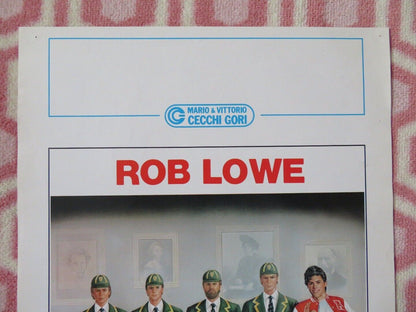 MARIO & VITTORIO
CECCHI GORI
ROB LOWE